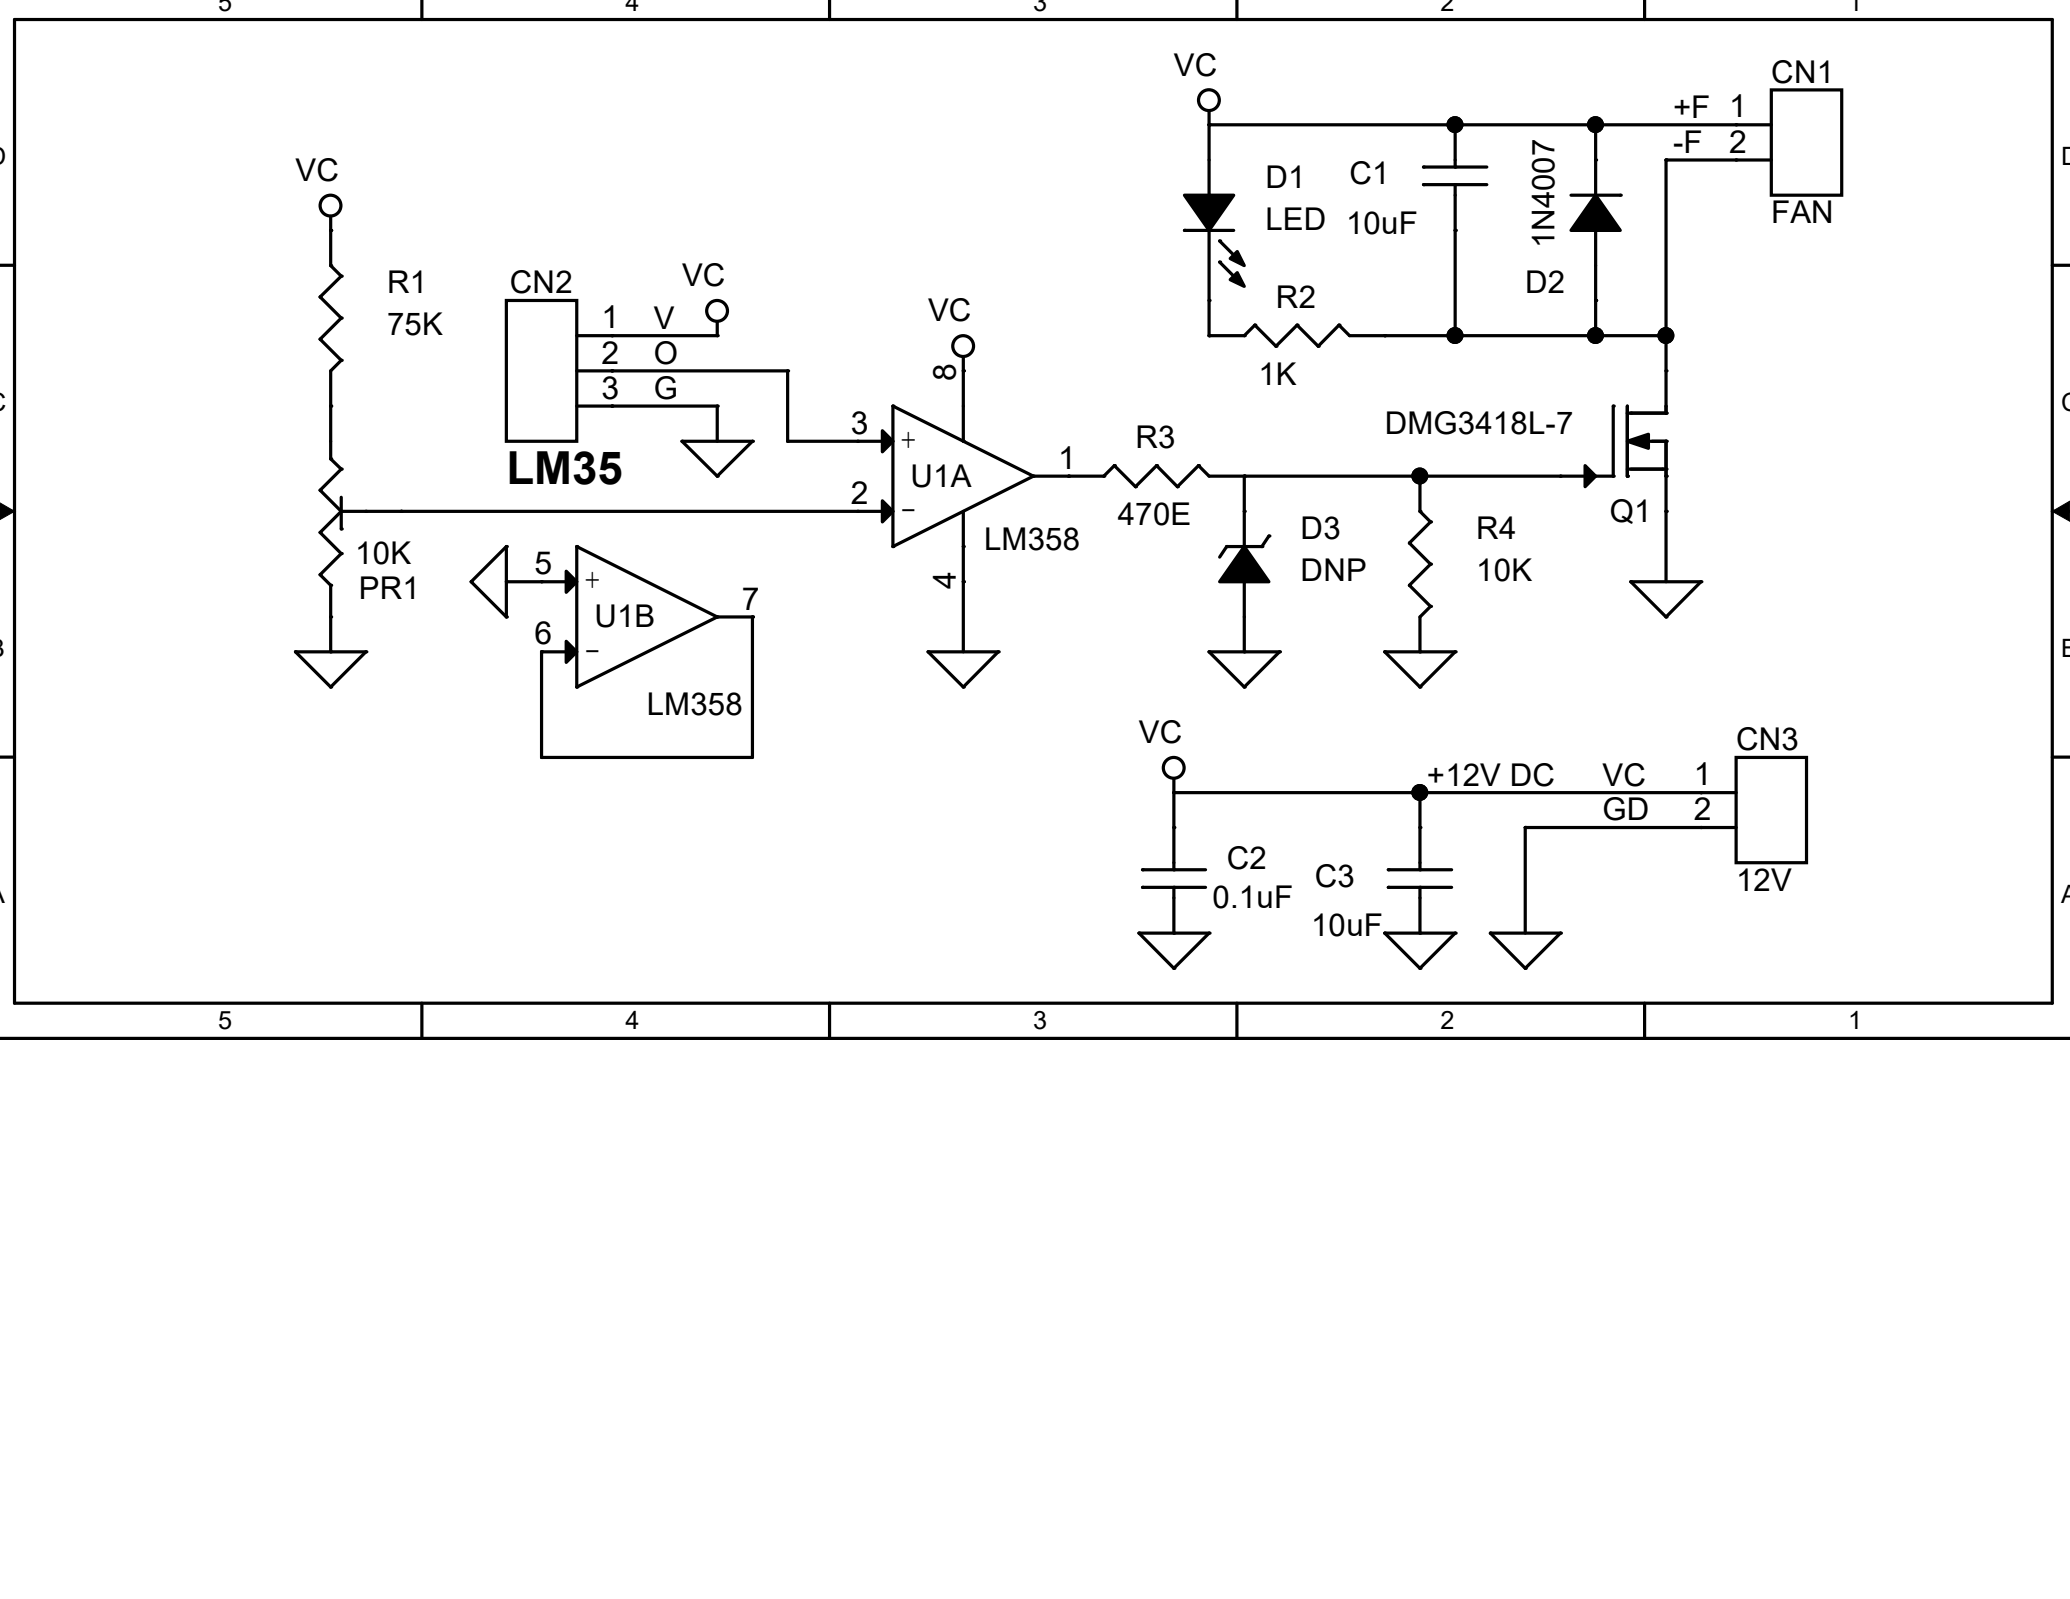 5 4 3 2 1
VC
CN1
+F 1
-F 2
FAN
D
VC
D1
LED
C1
10uF
1N4007
D2
R2
1K
R1
75K
CN2
1 V
2 O
3 G
LM35
VC
VC
8
3
+
U1A
2
−
1
4
LM358
R3
470E
DMG3418L-7
Q1
C
10K
PR1
5
+
U1B
6
−
7
LM358
D3
DNP
R4
10K
VC
+12V DC VC 1
GD 2
CN3
12V
C2
0.1uF
C3
10uF
5 4 3 2 1